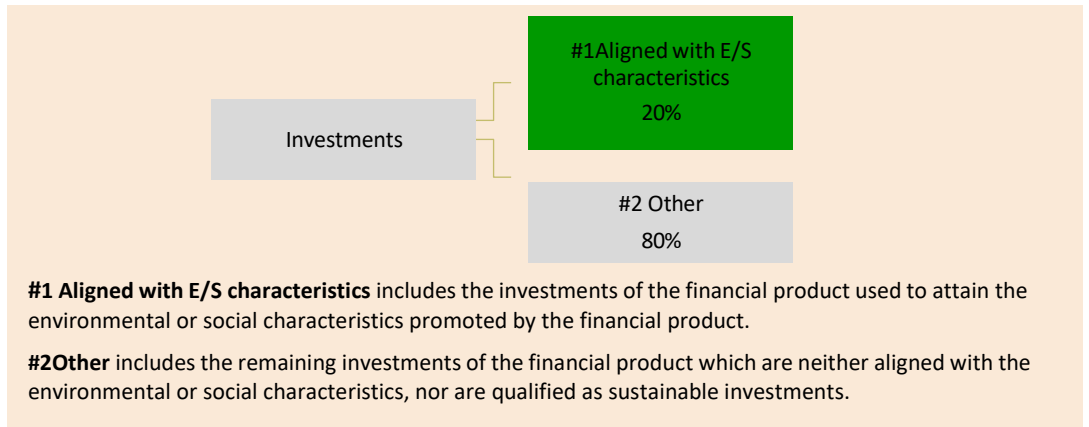 #1Aligned with E/S
characteristics
20%
Investments
#2 Other
80%
#1 Aligned with E/S characteristics includes the investments of the financial product used to attain the
environmental or social characteristics promoted by the financial product.
#2Other includes the remaining investments of the financial product which are neither aligned with the
environmental or social characteristics, nor are qualified as sustainable investments.